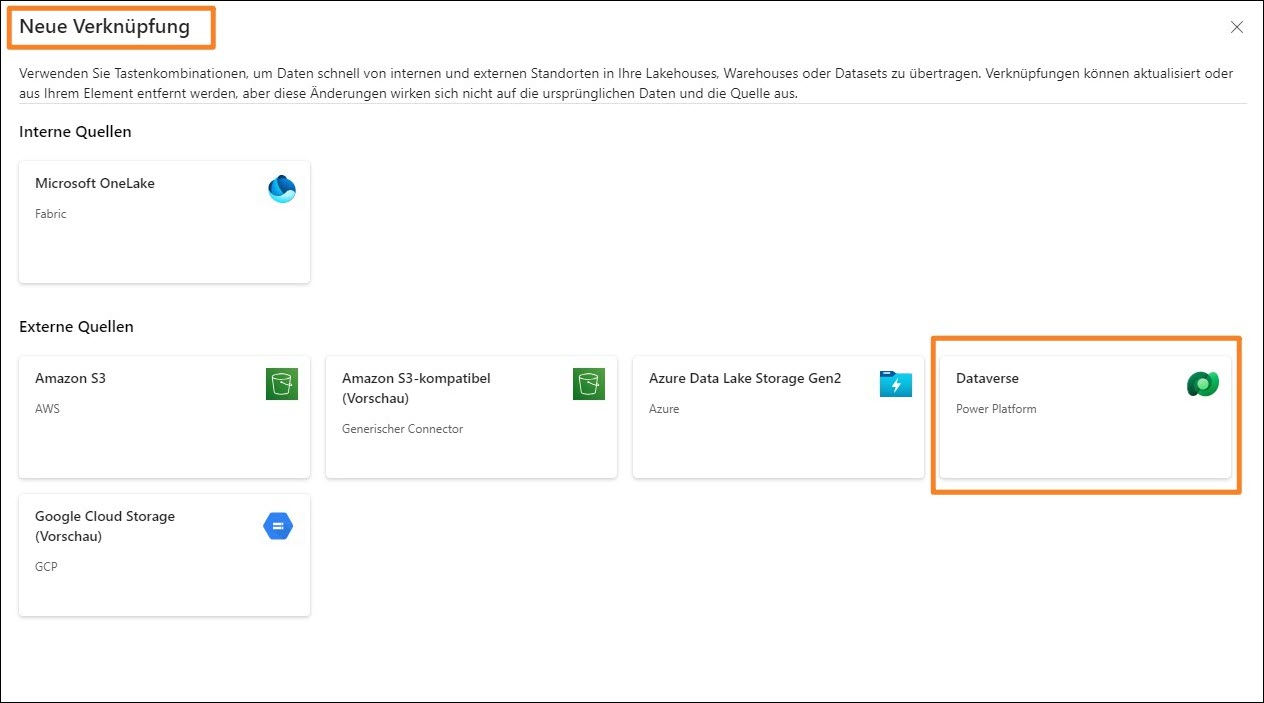 Neue Verknüpfung
Verwenden Sie Tastenkombinationen, um Daten schnell von internen und externen Standorten in Ihre Lakehouses, Warehouses oder Datasets zu übertragen. Verknüpfungen können aktualisiert oder
aus Ihrem Element entfernt werden, aber diese Änderungen wirken sich nicht auf die ursprünglichen Daten und die Quelle aus.
Interne Quellen
Microsoft OneLake
Fabric
Externe Quellen
Amazon S3
AWS
Amazon S3-kompatibel
(Vorschau)
Generischer Connector
Azure Data Lake Storage Gen2
Azure
Dataverse
Power Platform
Google Cloud Storage
(Vorschau)
GCP